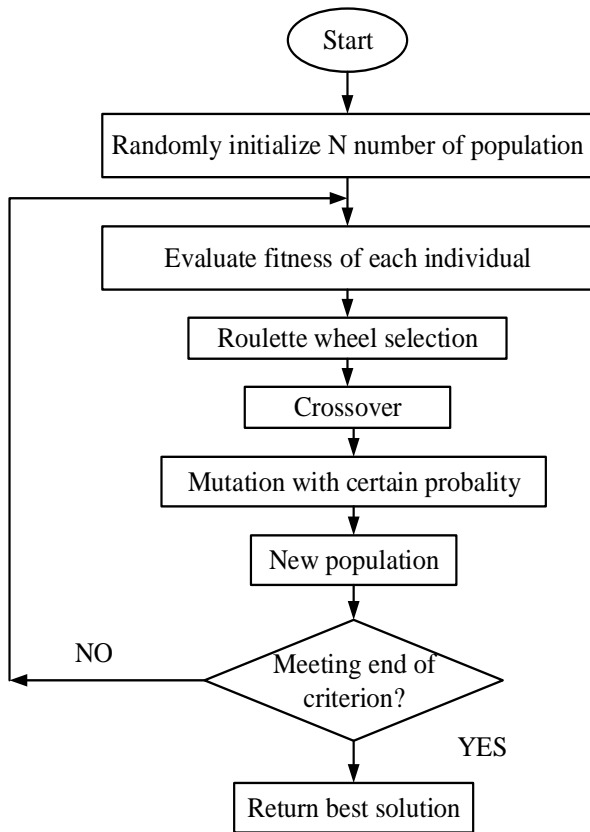 Start
Randomly initialize N number of population
Evaluate fitness of each individual
Roulette wheel selection
Crossover
Mutation with certain probality
New population
NO
Meeting end of
criterion?
YES
Return best solution